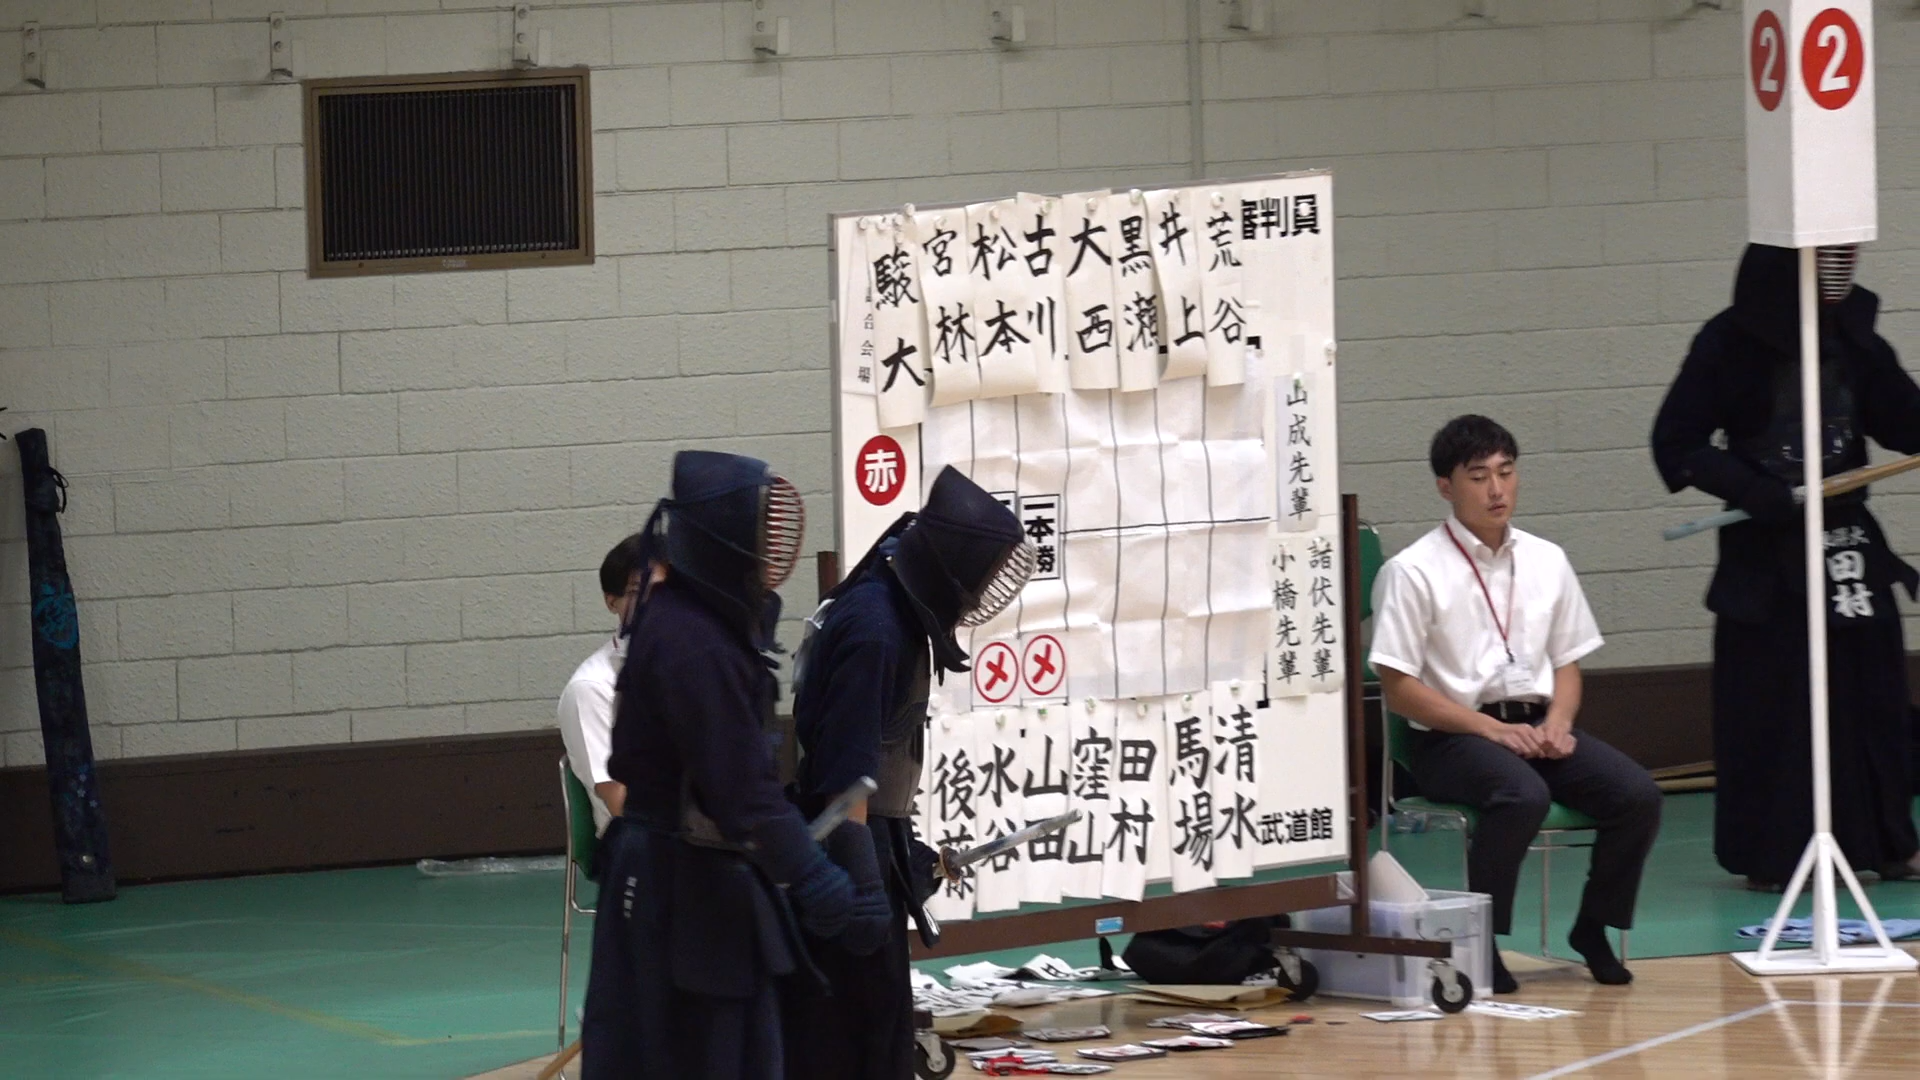 2
2
審判員
荒谷
井上
黒瀬
大西
古川
松本
宮林
駿大
合会場
山成先輩
諸伏先輩
小橋先輩
赤
一本勝
メ
メ
清水
馬場
田村
窪山
山田
水谷
後藤
武道館
田村